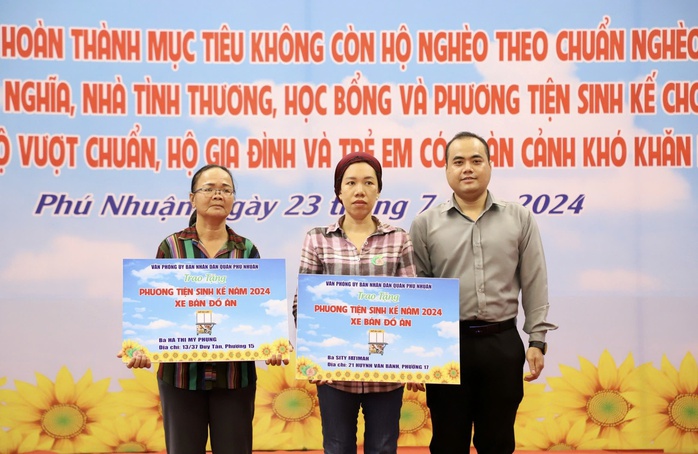 HOÀN THÀNH MỤC TIÊU KHÔNG CÒN HỘ NGHÈO THEO CHUẨN NGHÈO
NGHĨA, NHÀ TÌNH THƯƠNG, HỌC BỔNG VÀ PHƯƠNG TIỆN SINH KẾ CHO
VƯỢT CHUẨN, HỘ GIA ĐÌNH VÀ TRẺ EM CÓ CẢNH KHÓ KHĂN
Phú Nhuận, ngày 23 tháng 7 2024
VĂN PHÒNG ỦY BAN NHÂN DÂN QUẬN PHÚ NHUẬN
Trao tặng
PHƯƠNG TIỆN SINH KẾ NĂM 2024
XE BÁN ĐỒ ĂN
Bà HÀ THỊ MỸ PHỤNG
Địa chỉ: 13/37 Duy Tân, Phường 15
VĂN PHÒNG ỦY BAN NHÂN DÂN QUẬN PHÚ NHUẬN
Trao tặng
PHƯƠNG TIỆN SINH KẾ NĂM 2024
XE BÁN ĐỒ ĂN
Bà SITY FATIMAH
Địa chỉ: 21 HUỲNH VĂN BÁNH, PHƯỜNG 17